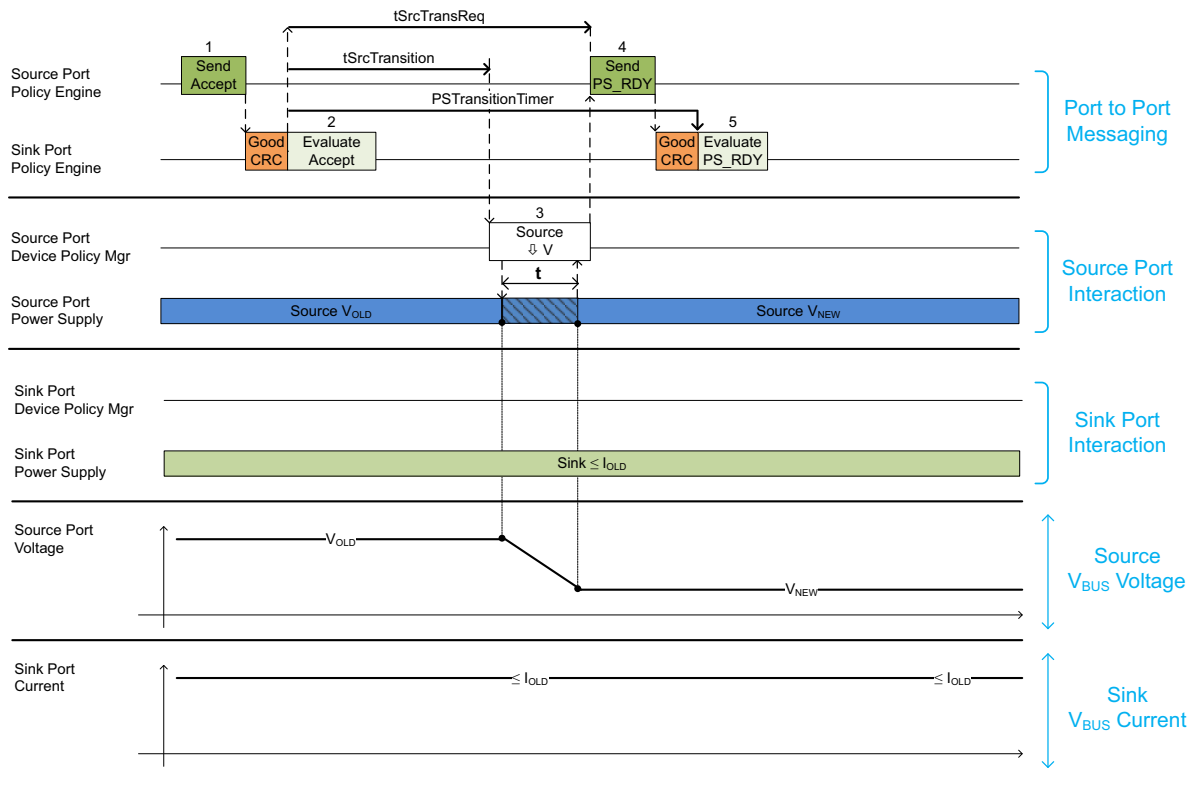 tSrcTransReq
1
4
Send
Accept
tSrcTransition
Send
PS_RDY
Source Port
Policy Engine
PSTransitionTimer
Port to Port
Messaging
2
5
Good
CRC
Evaluate
Accept
Good
CRC
Evaluate
PS_RDY
Sink Port
Policy Engine
3
Source
⇩ V
Source Port
Device Policy Mgr
t
Source Port
Interaction
Source Port
Power Supply
Source VOLD
Source VNEW
Sink Port
Device Policy Mgr
Sink Port
Interaction
Sink Port
Power Supply
Sink ≤ IOLD
Source Port
Voltage
VOLD
VNEW
Source
VBUS Voltage
Sink Port
Current
≤ IOLD
≤ IOLD
Sink
VBUS Current